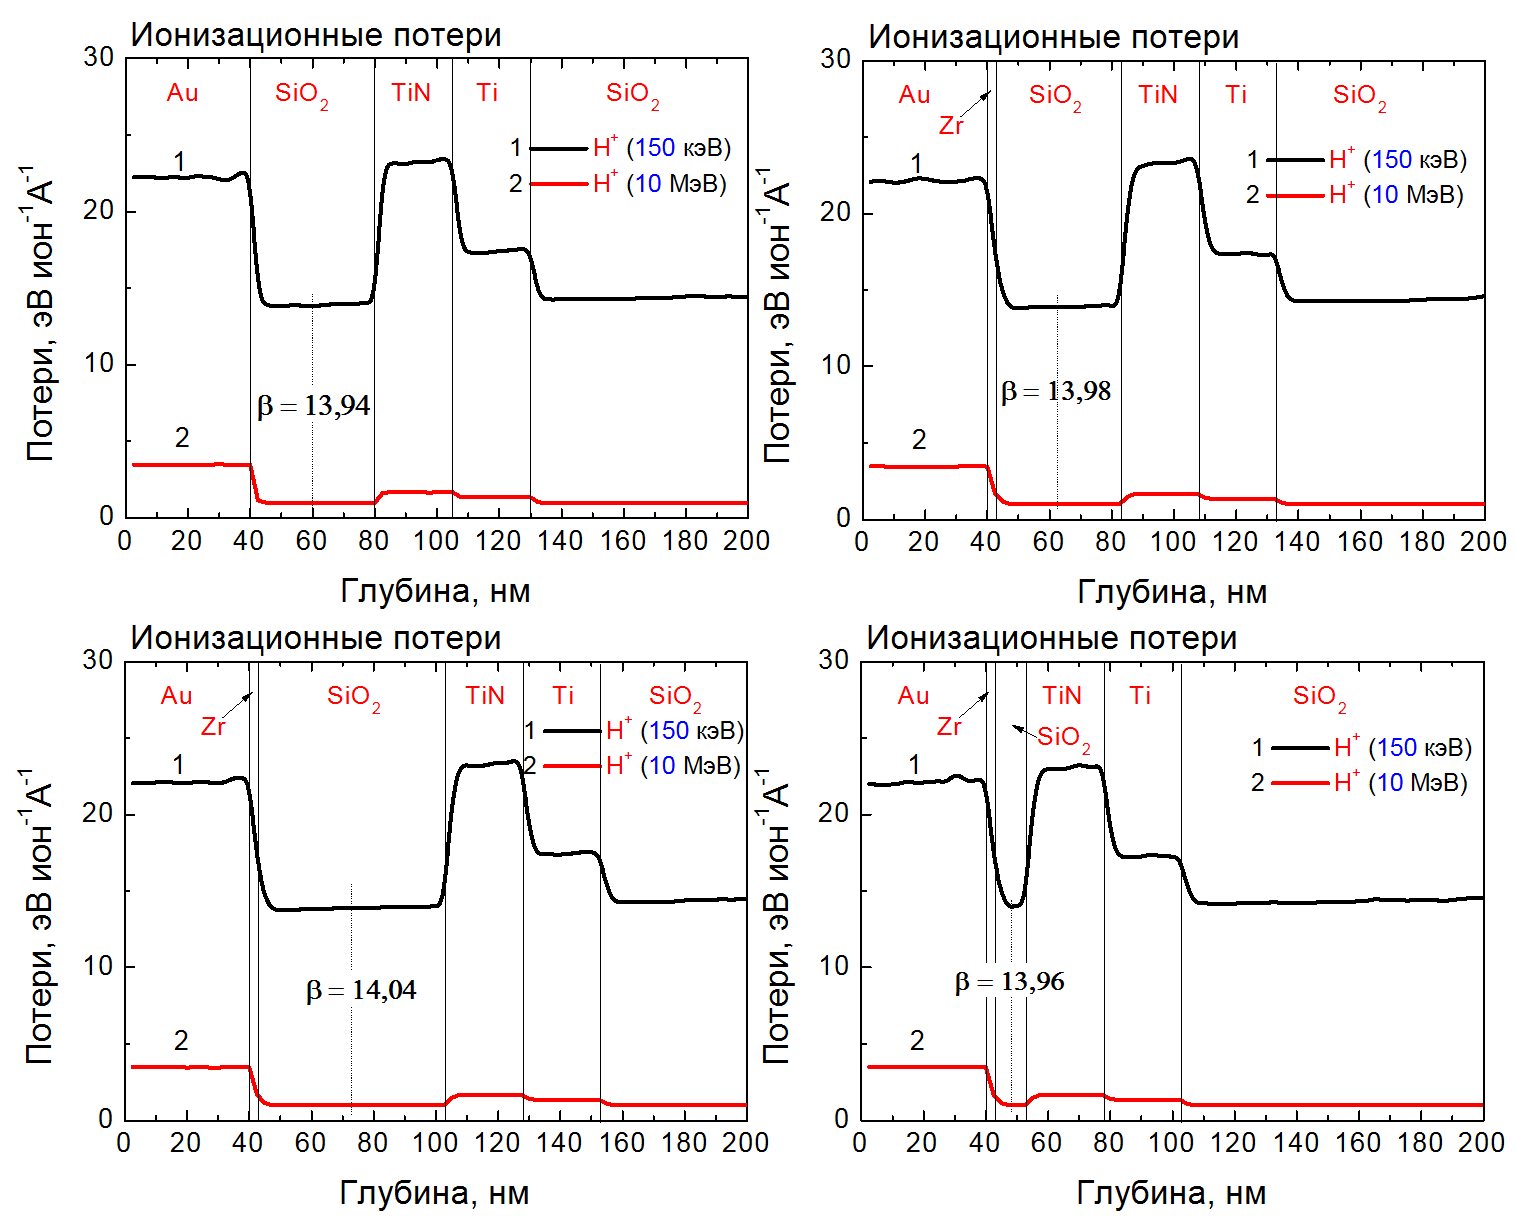 Ионизационные потери
Au SiO₂ TiN Ti SiO₂
1 H⁺ (150 кэВ)
2 H⁺ (10 МэВ)
1
2
β = 13,94
30
20
10
0
0 20 40 60 80 100 120 140 160 180 200
Потери, эВ ион⁻¹А⁻¹
Глубина, нм
Ионизационные потери
Au Zr SiO₂ TiN Ti SiO₂
1 H⁺ (150 кэВ)
2 H⁺ (10 МэВ)
1
2
β = 13,98
30
20
10
0
0 20 40 60 80 100 120 140 160 180 200
Потери, эВ ион⁻¹А⁻¹
Глубина, нм
Ионизационные потери
Au Zr SiO₂ TiN Ti SiO₂
1 H⁺ (150 кэВ)
2 H⁺ (10 МэВ)
1
2
β = 14,04
30
20
10
0
0 20 40 60 80 100 120 140 160 180 200
Потери, эВ ион⁻¹А⁻¹
Глубина, нм
Ионизационные потери
Au Zr SiO₂ TiN Ti SiO₂
1 H⁺ (150 кэВ)
2 H⁺ (10 МэВ)
1
2
β = 13,96
30
20
10
0
0 20 40 60 80 100 120 140 160 180 200
Потери, эВ ион⁻¹А⁻¹
Глубина, нм